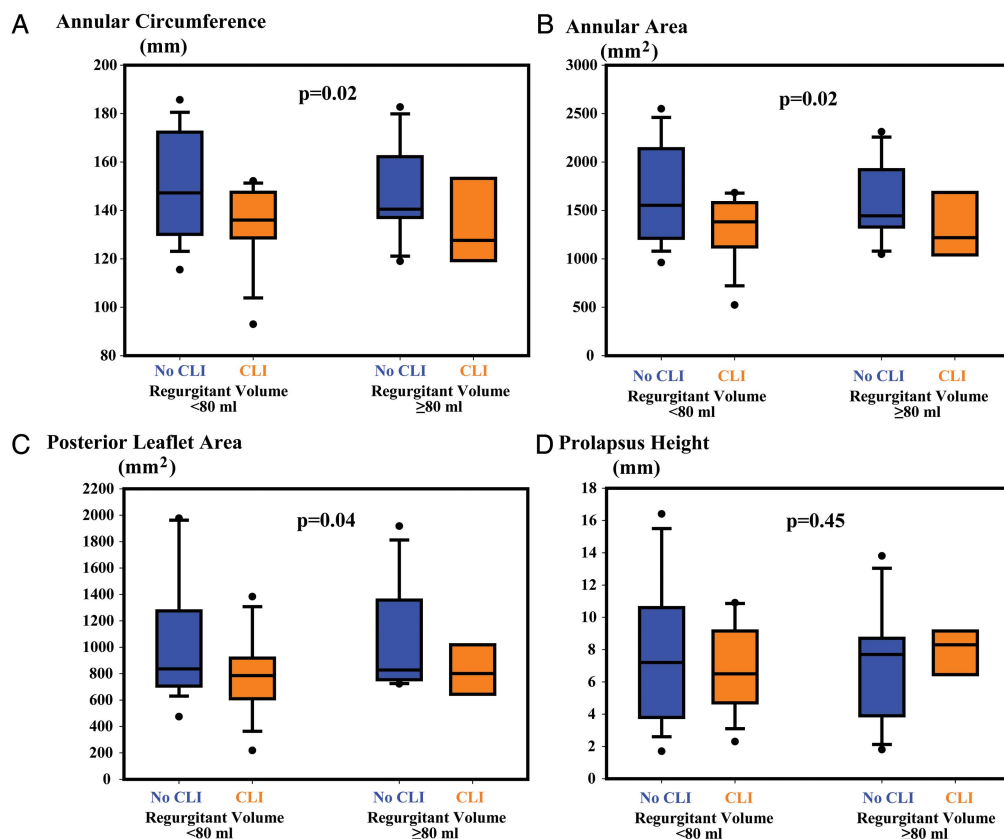 A
Annular Circumference
(mm)
200
180
160
140
120
100
80
p=0.02
No CLI
CLI
No CLI
CLI
Regurgitant Volume
<80 ml
Regurgitant Volume
≥80 ml
B
Annular Area
(mm²)
3000
2500
2000
1500
1000
500
0
p=0.02
No CLI
CLI
No CLI
CLI
Regurgitant Volume
<80 ml
Regurgitant Volume
≥80 ml
C
Posterior Leaflet Area
(mm²)
2200
2000
1800
1600
1400
1200
1000
800
600
400
200
0
p=0.04
No CLI
CLI
No CLI
CLI
Regurgitant Volume
<80 ml
Regurgitant Volume
≥80 ml
D
Prolapsus Height
(mm)
18
16
14
12
10
8
6
4
2
0
p=0.45
No CLI
CLI
No CLI
CLI
Regurgitant Volume
<80 ml
Regurgitant Volume
≥80 ml